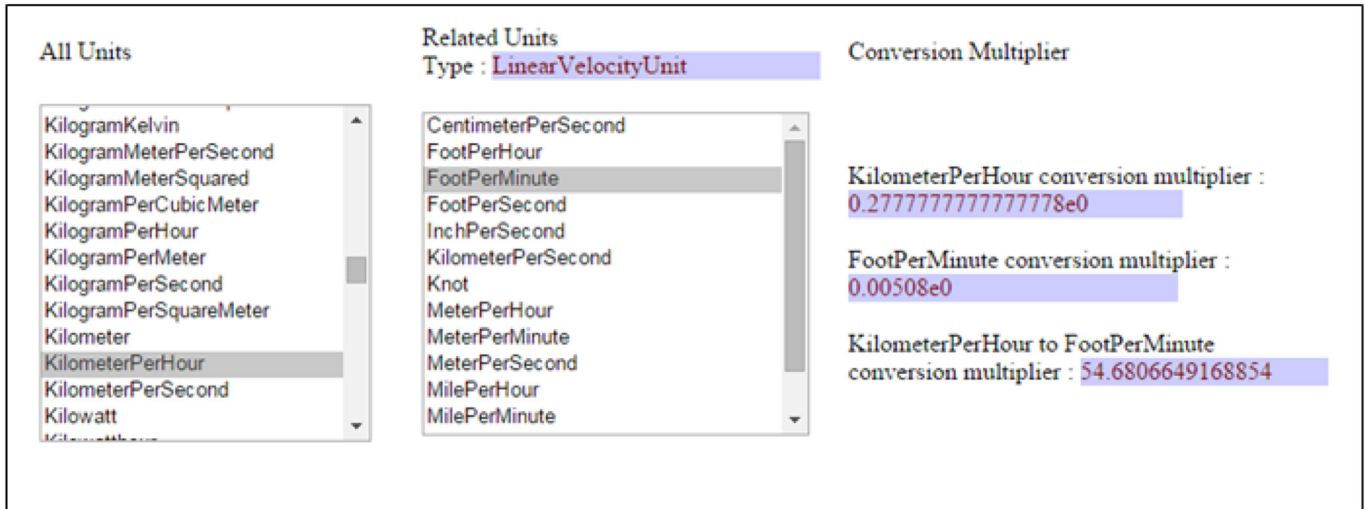 All Units
Related Units
Type : LinearVelocityUnit
Conversion Multiplier
KilogramKelvin
KilogramMeterPerSecond
KilogramMeterSquared
KilogramPerCubicMeter
KilogramPerHour
KilogramPerMeter
KilogramPerSecond
KilogramPerSquareMeter
Kilometer
KilometerPerHour
KilometerPerSecond
Kilowatt
CentimeterPerSecond
FootPerHour
FootPerMinute
FootPerSecond
InchPerSecond
KilometerPerSecond
Knot
MeterPerHour
MeterPerMinute
MeterPerSecond
MilePerHour
MilePerMinute
KilometerPerHour conversion multiplier :
0.2777777777777778e0
FootPerMinute conversion multiplier :
0.00508e0
KilometerPerHour to FootPerMinute
conversion multiplier : 54.6806649168854